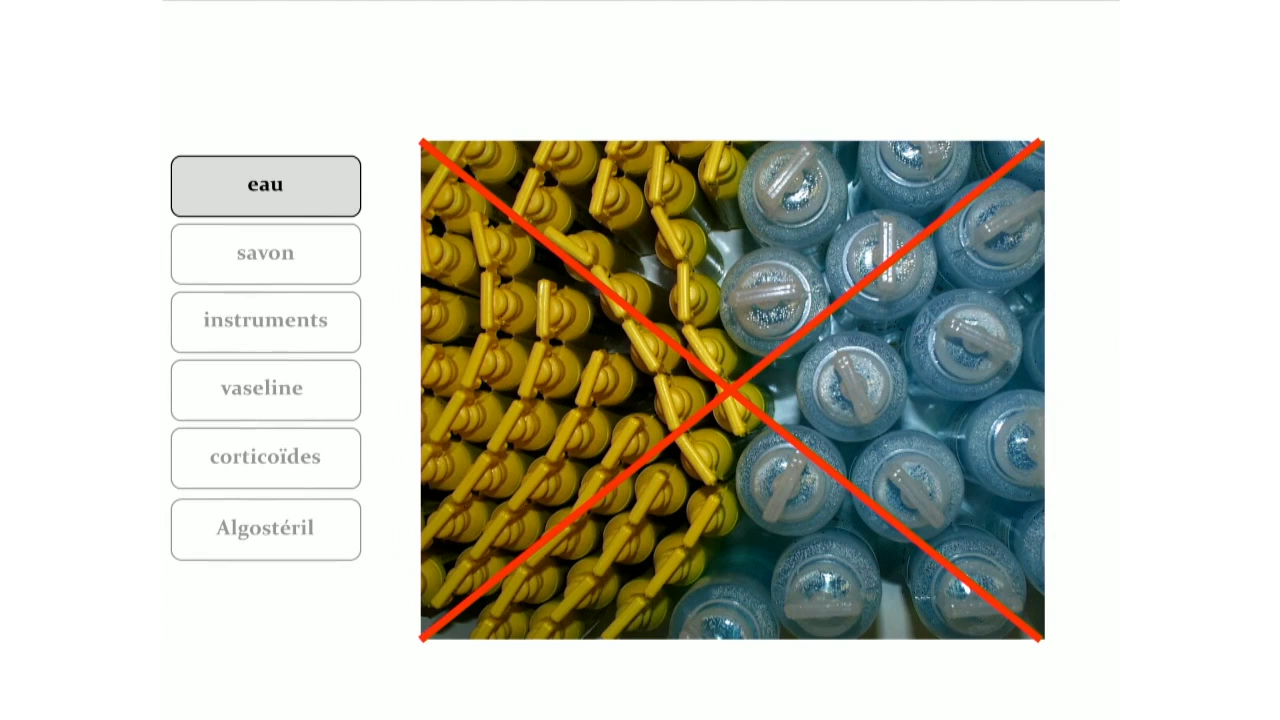 eau
savon
instruments
vaseline
corticoïdes
Algostéril